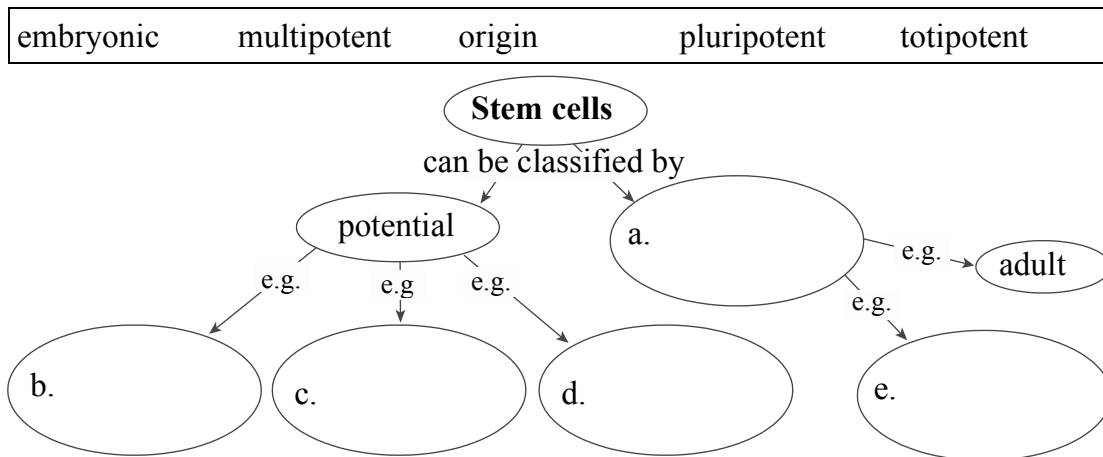 embryonic multipotent origin pluripotent totipotent
Stem cells
can be classified by
potential
a.
e.g.
adult
e.g.
e.g
e.g.
e.g.
b.
c.
d.
e.